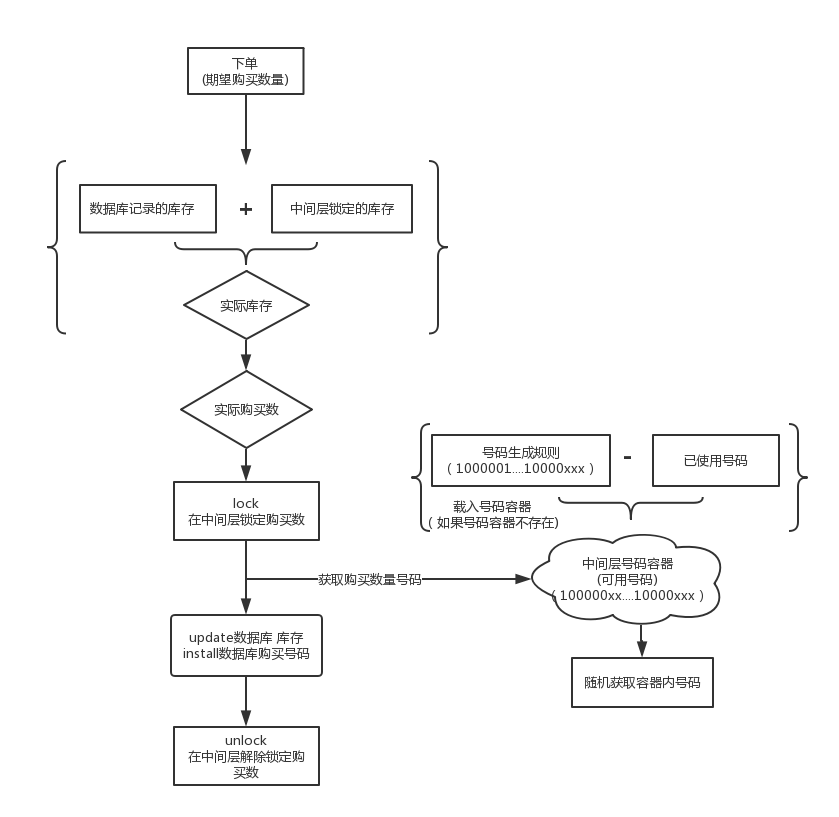 下单
(期望购买数量)
数据库记录的库存
+
中间层锁定的库存
实际库存
实际购买数
号码生成规则
( 1000001....10000xxx )
-
已使用号码
lock
在中间层锁定购买数
载入号码容器
( 如果号码容器不存在)
中间层号码容器
(可用号码)
( 100000xx....10000xxx )
获取购买数量号码
update数据库 库存
install数据库购买号码
随机获取容器内号码
unlock
在中间层解除锁定购
买数